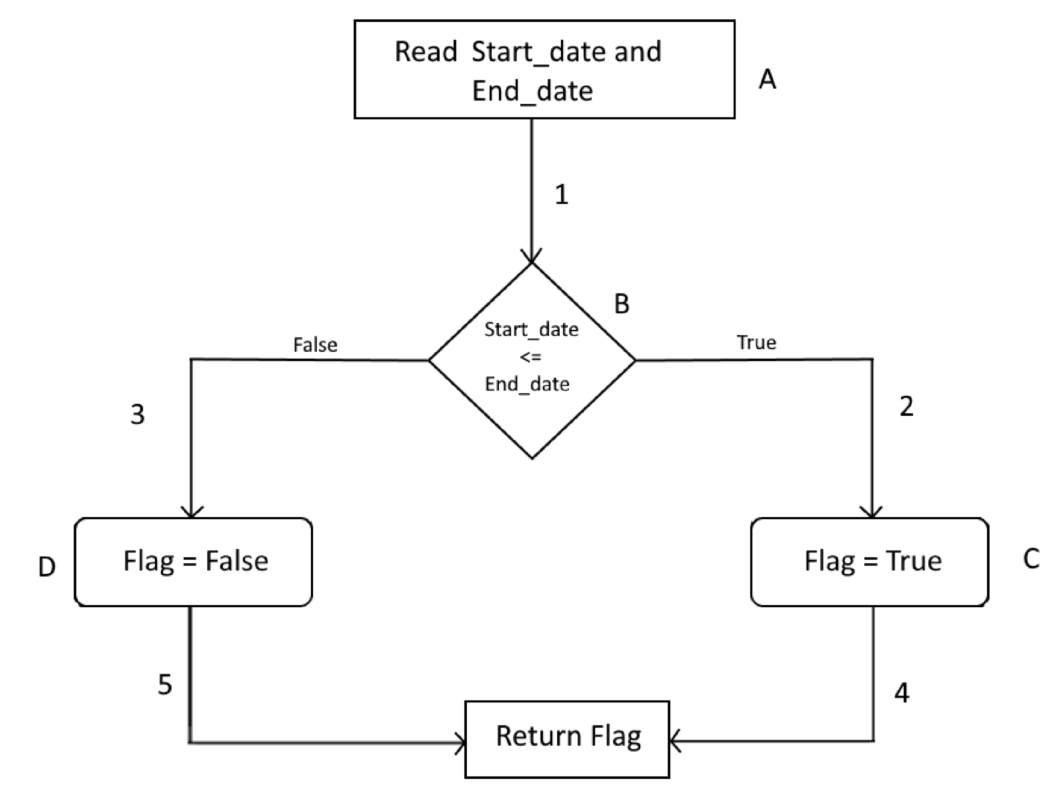 Read Start_date and
End_date
A
1
B
Start_date
<=
End_date
False
True
3
2
D
Flag = False
Flag = True
C
5
4
Return Flag